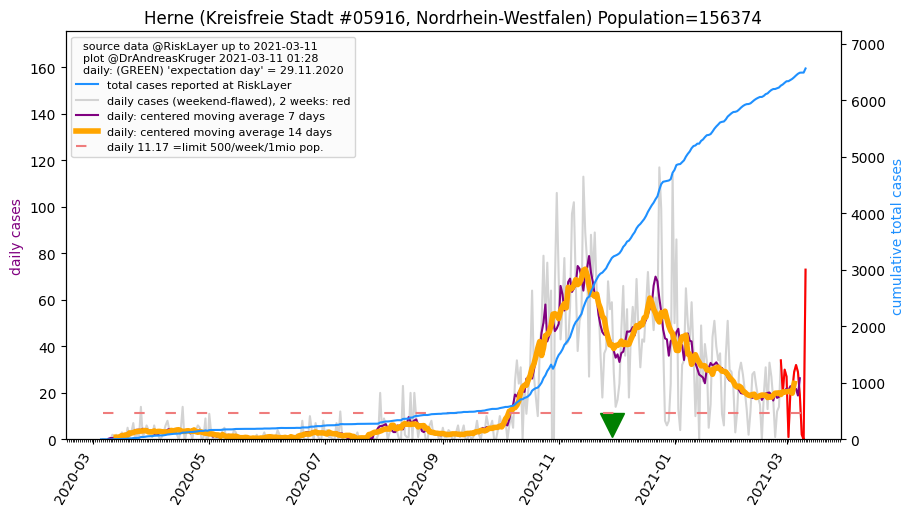 Herne (Kreisfreie Stadt #05916, Nordrhein-Westfalen) Population=156374
source data @RiskLayer up to 2021-03-11
plot @DrAndreasKruger 2021-03-11 01:28
daily: (GREEN) 'expectation day' = 29.11.2020
total cases reported at RiskLayer
daily cases (weekend-flawed), 2 weeks: red
daily: centered moving average 7 days
daily: centered moving average 14 days
daily 11.17 =limit 500/week/1mio pop.
daily cases
160
140
120
100
80
60
40
20
0
7000
6000
5000
4000
3000
2000
1000
0
cumulative total cases
2020-03
2020-05
2020-07
2020-09
2020-11
2021-01
2021-03